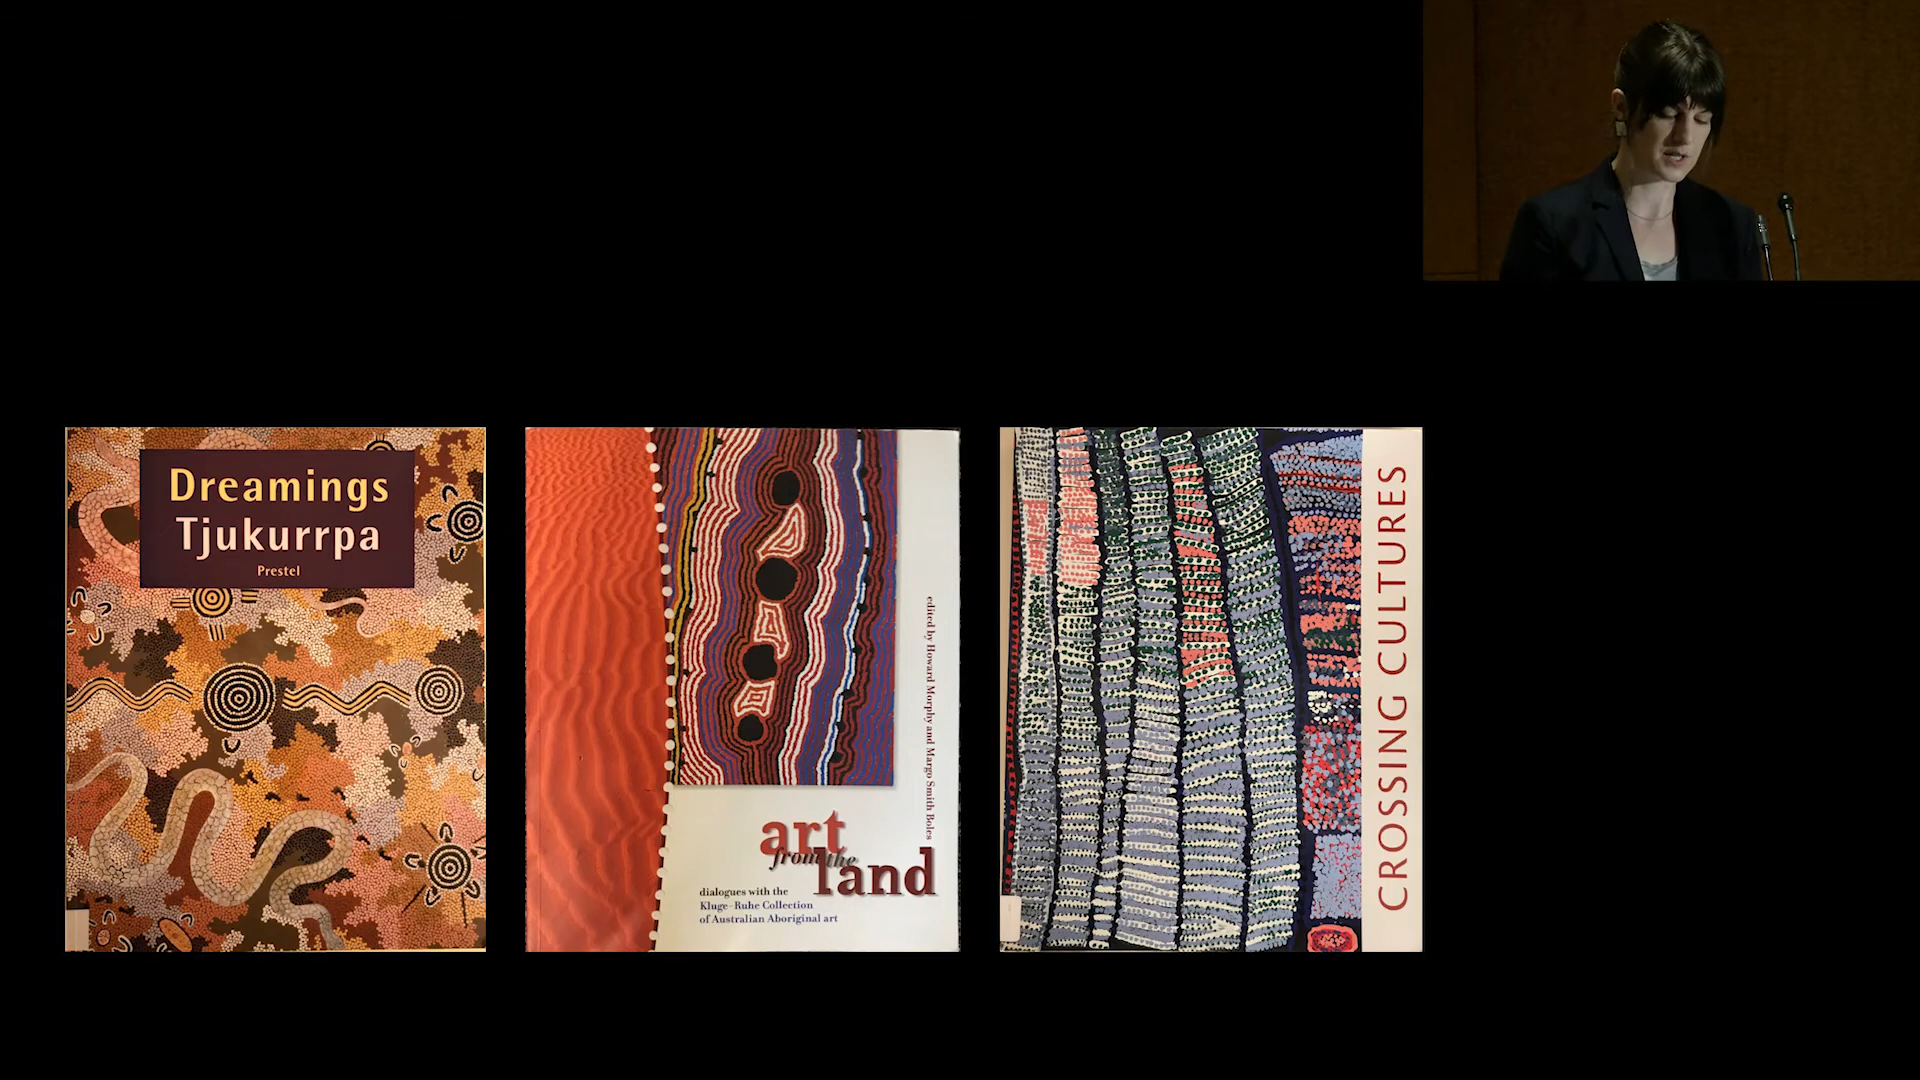 Dreamings
Tjukurrpa
Prestel
edited by Howard Morphy and Margo Smith Boles
art
from the
land
dialogues with the
Kluge-Ruhe Collection
of Australian Aboriginal art
CROSSING CULTURES